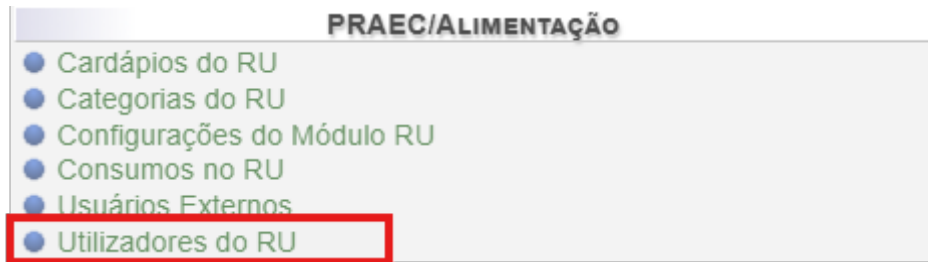 PRAEC/ALIMENTAÇÃO
Cardápios do RU
Categorias do RU
Configurações do Módulo RU
Consumos no RU
Usuários Externos
Utilizadores do RU